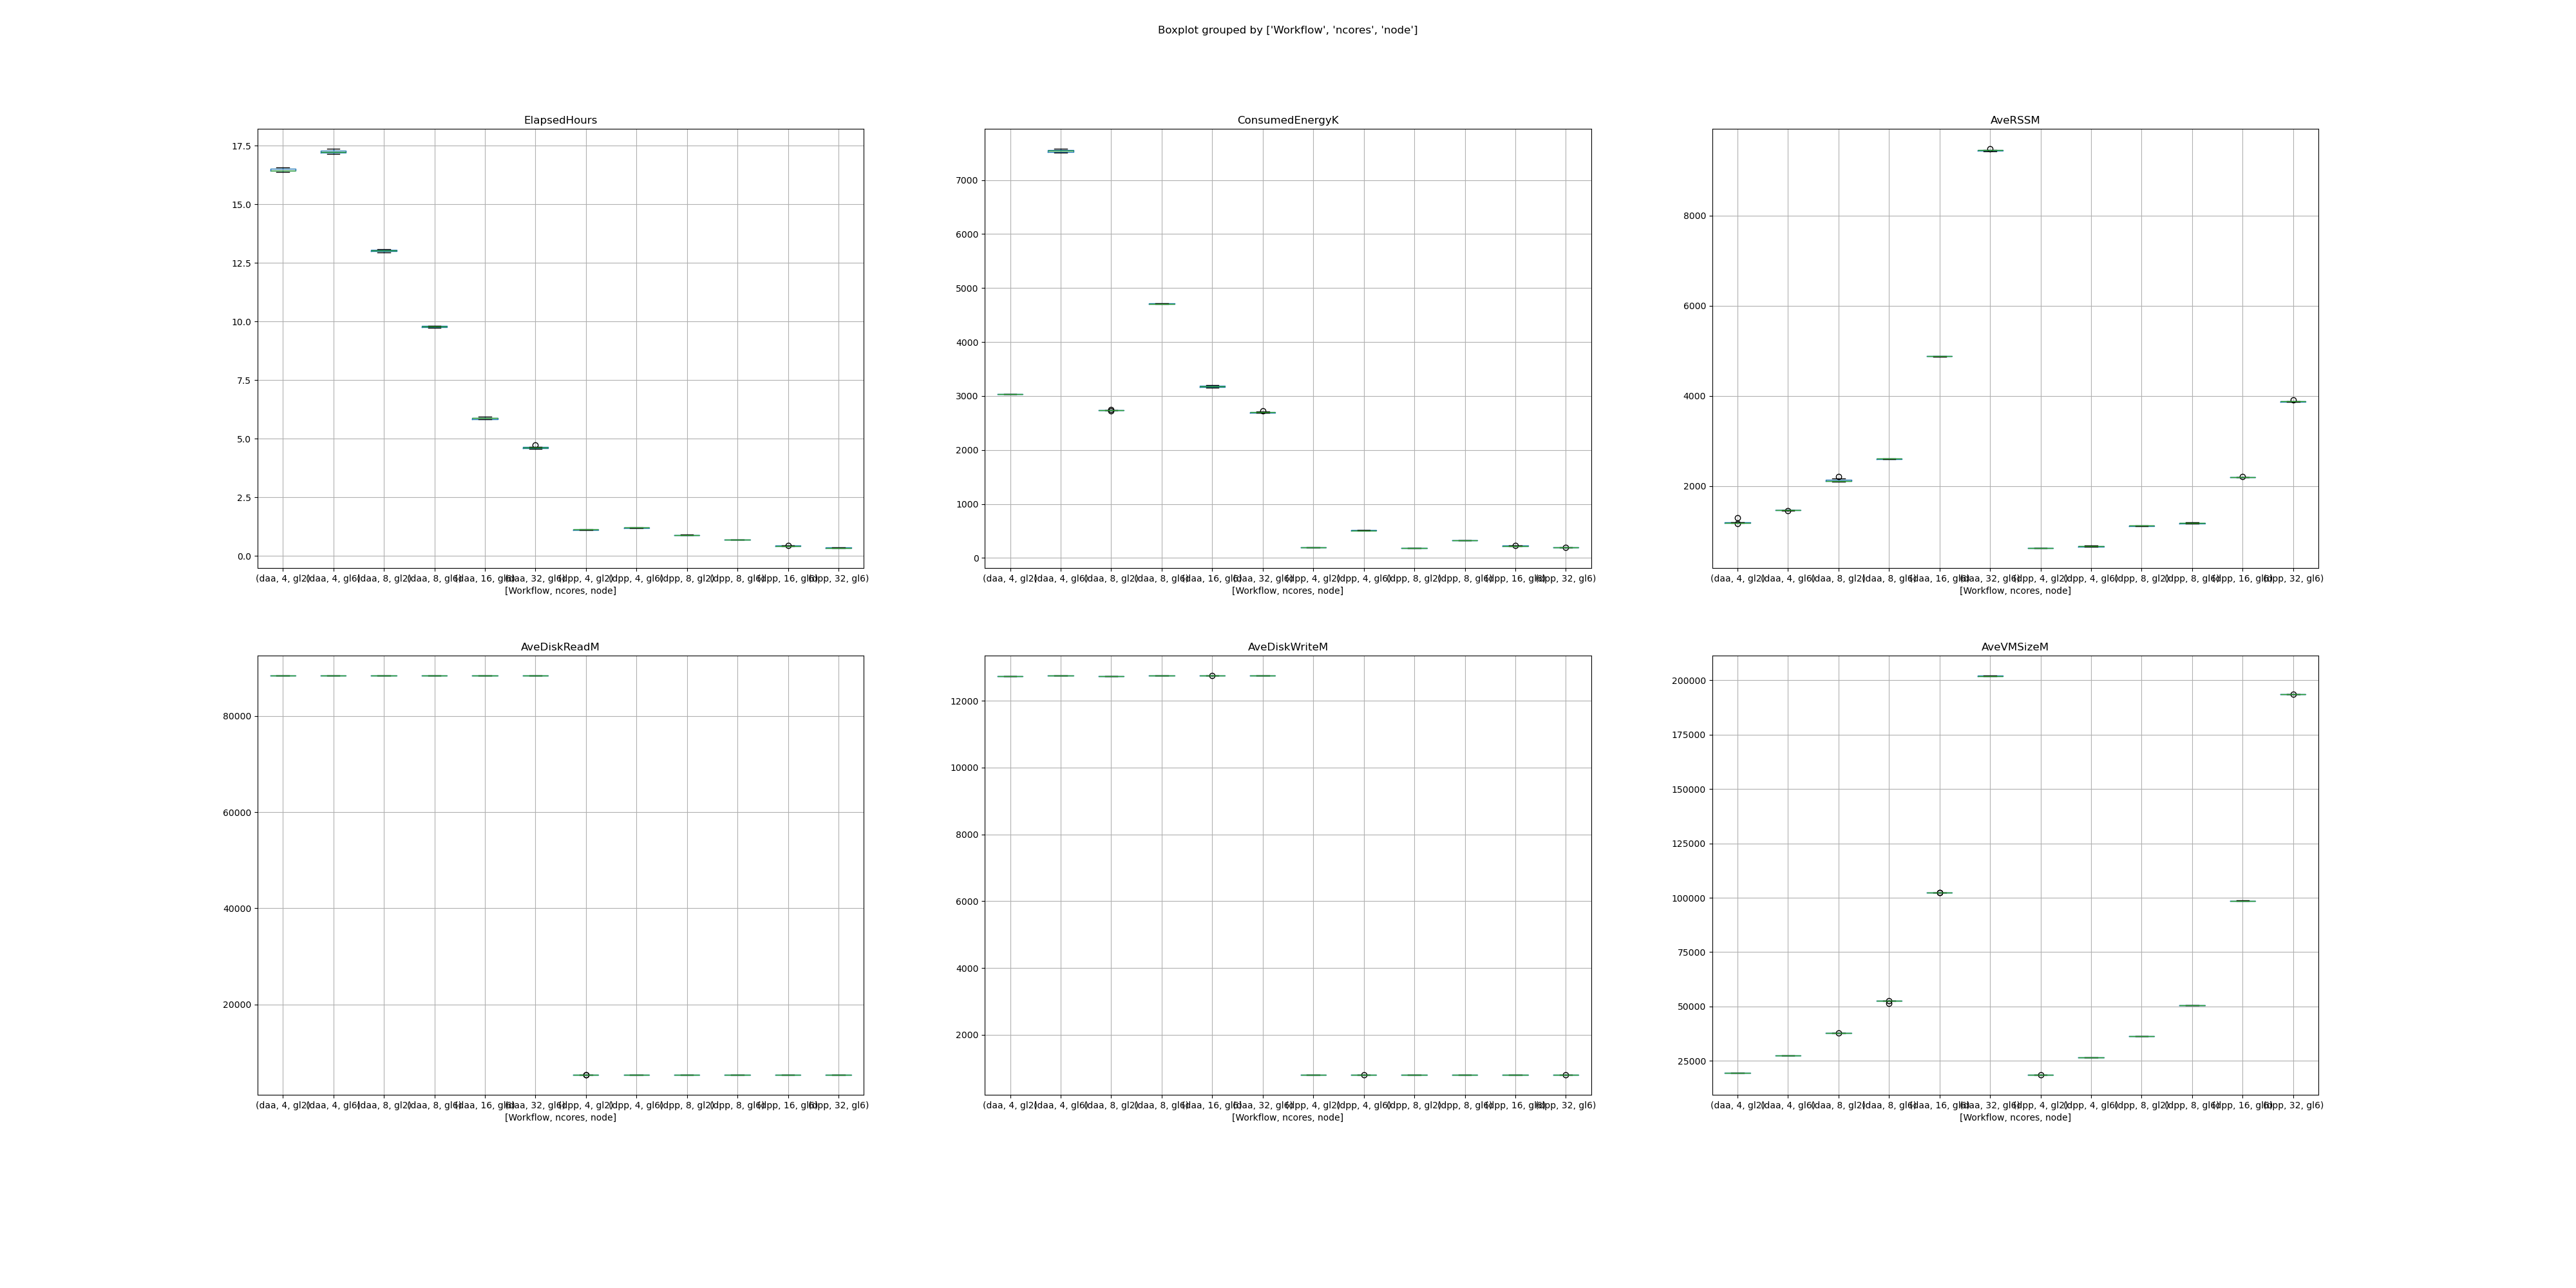 Boxplot grouped by ['Workflow', 'ncores', 'node']
ElapsedHours
17.5
15.0
12.5
10.0
7.5
5.0
2.5
0.0
(daa, 4, gl2) (daa, 4, gl6) (daa, 8, gl2) (daa, 8, gl6) (daa, 16, gl6) (daa, 32, gl6) (dpp, 4, gl2) (dpp, 4, gl6) (dpp, 8, gl2) (dpp, 8, gl6) (dpp, 16, gl6) (dpp, 32, gl6)
[Workflow, ncores, node]
ConsumedEnergyK
7000
6000
5000
4000
3000
2000
1000
0
(daa, 4, gl2) (daa, 4, gl6) (daa, 8, gl2) (daa, 8, gl6) (daa, 16, gl6) (daa, 32, gl6) (dpp, 4, gl2) (dpp, 4, gl6) (dpp, 8, gl2) (dpp, 8, gl6) (dpp, 16, gl6) (dpp, 32, gl6)
[Workflow, ncores, node]
AveRSSM
8000
6000
4000
2000
(daa, 4, gl2) (daa, 4, gl6) (daa, 8, gl2) (daa, 8, gl6) (daa, 16, gl6) (daa, 32, gl6) (dpp, 4, gl2) (dpp, 4, gl6) (dpp, 8, gl2) (dpp, 8, gl6) (dpp, 16, gl6) (dpp, 32, gl6)
[Workflow, ncores, node]
AveDiskReadM
80000
60000
40000
20000
(daa, 4, gl2) (daa, 4, gl6) (daa, 8, gl2) (daa, 8, gl6) (daa, 16, gl6) (daa, 32, gl6) (dpp, 4, gl2) (dpp, 4, gl6) (dpp, 8, gl2) (dpp, 8, gl6) (dpp, 16, gl6) (dpp, 32, gl6)
[Workflow, ncores, node]
AveDiskWriteM
12000
10000
8000
6000
4000
2000
(daa, 4, gl2) (daa, 4, gl6) (daa, 8, gl2) (daa, 8, gl6) (daa, 16, gl6) (daa, 32, gl6) (dpp, 4, gl2) (dpp, 4, gl6) (dpp, 8, gl2) (dpp, 8, gl6) (dpp, 16, gl6) (dpp, 32, gl6)
[Workflow, ncores, node]
AveVMSizeM
200000
175000
150000
125000
100000
75000
50000
25000
(daa, 4, gl2) (daa, 4, gl6) (daa, 8, gl2) (daa, 8, gl6) (daa, 16, gl6) (daa, 32, gl6) (dpp, 4, gl2) (dpp, 4, gl6) (dpp, 8, gl2) (dpp, 8, gl6) (dpp, 16, gl6) (dpp, 32, gl6)
[Workflow, ncores, node]